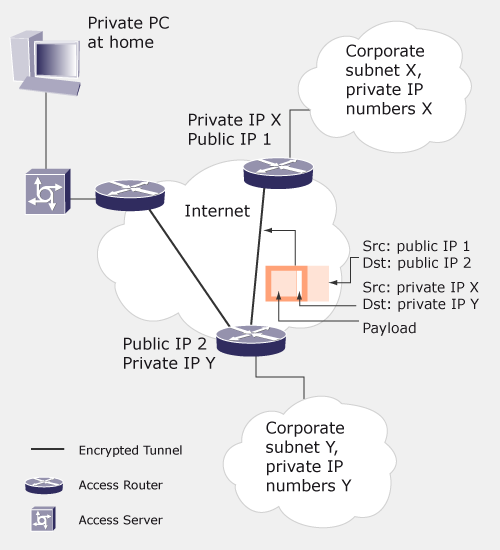 Private PC
at home
Corporate
subnet X,
private IP
numbers X
Private IP X
Public IP 1
Internet
Src: public IP 1
Dst: public IP 2
Src: private IP X
Dst: private IP Y
Payload
Public IP 2
Private IP Y
Corporate
subnet Y,
private IP
numbers Y
Encrypted Tunnel
Access Router
Access Server